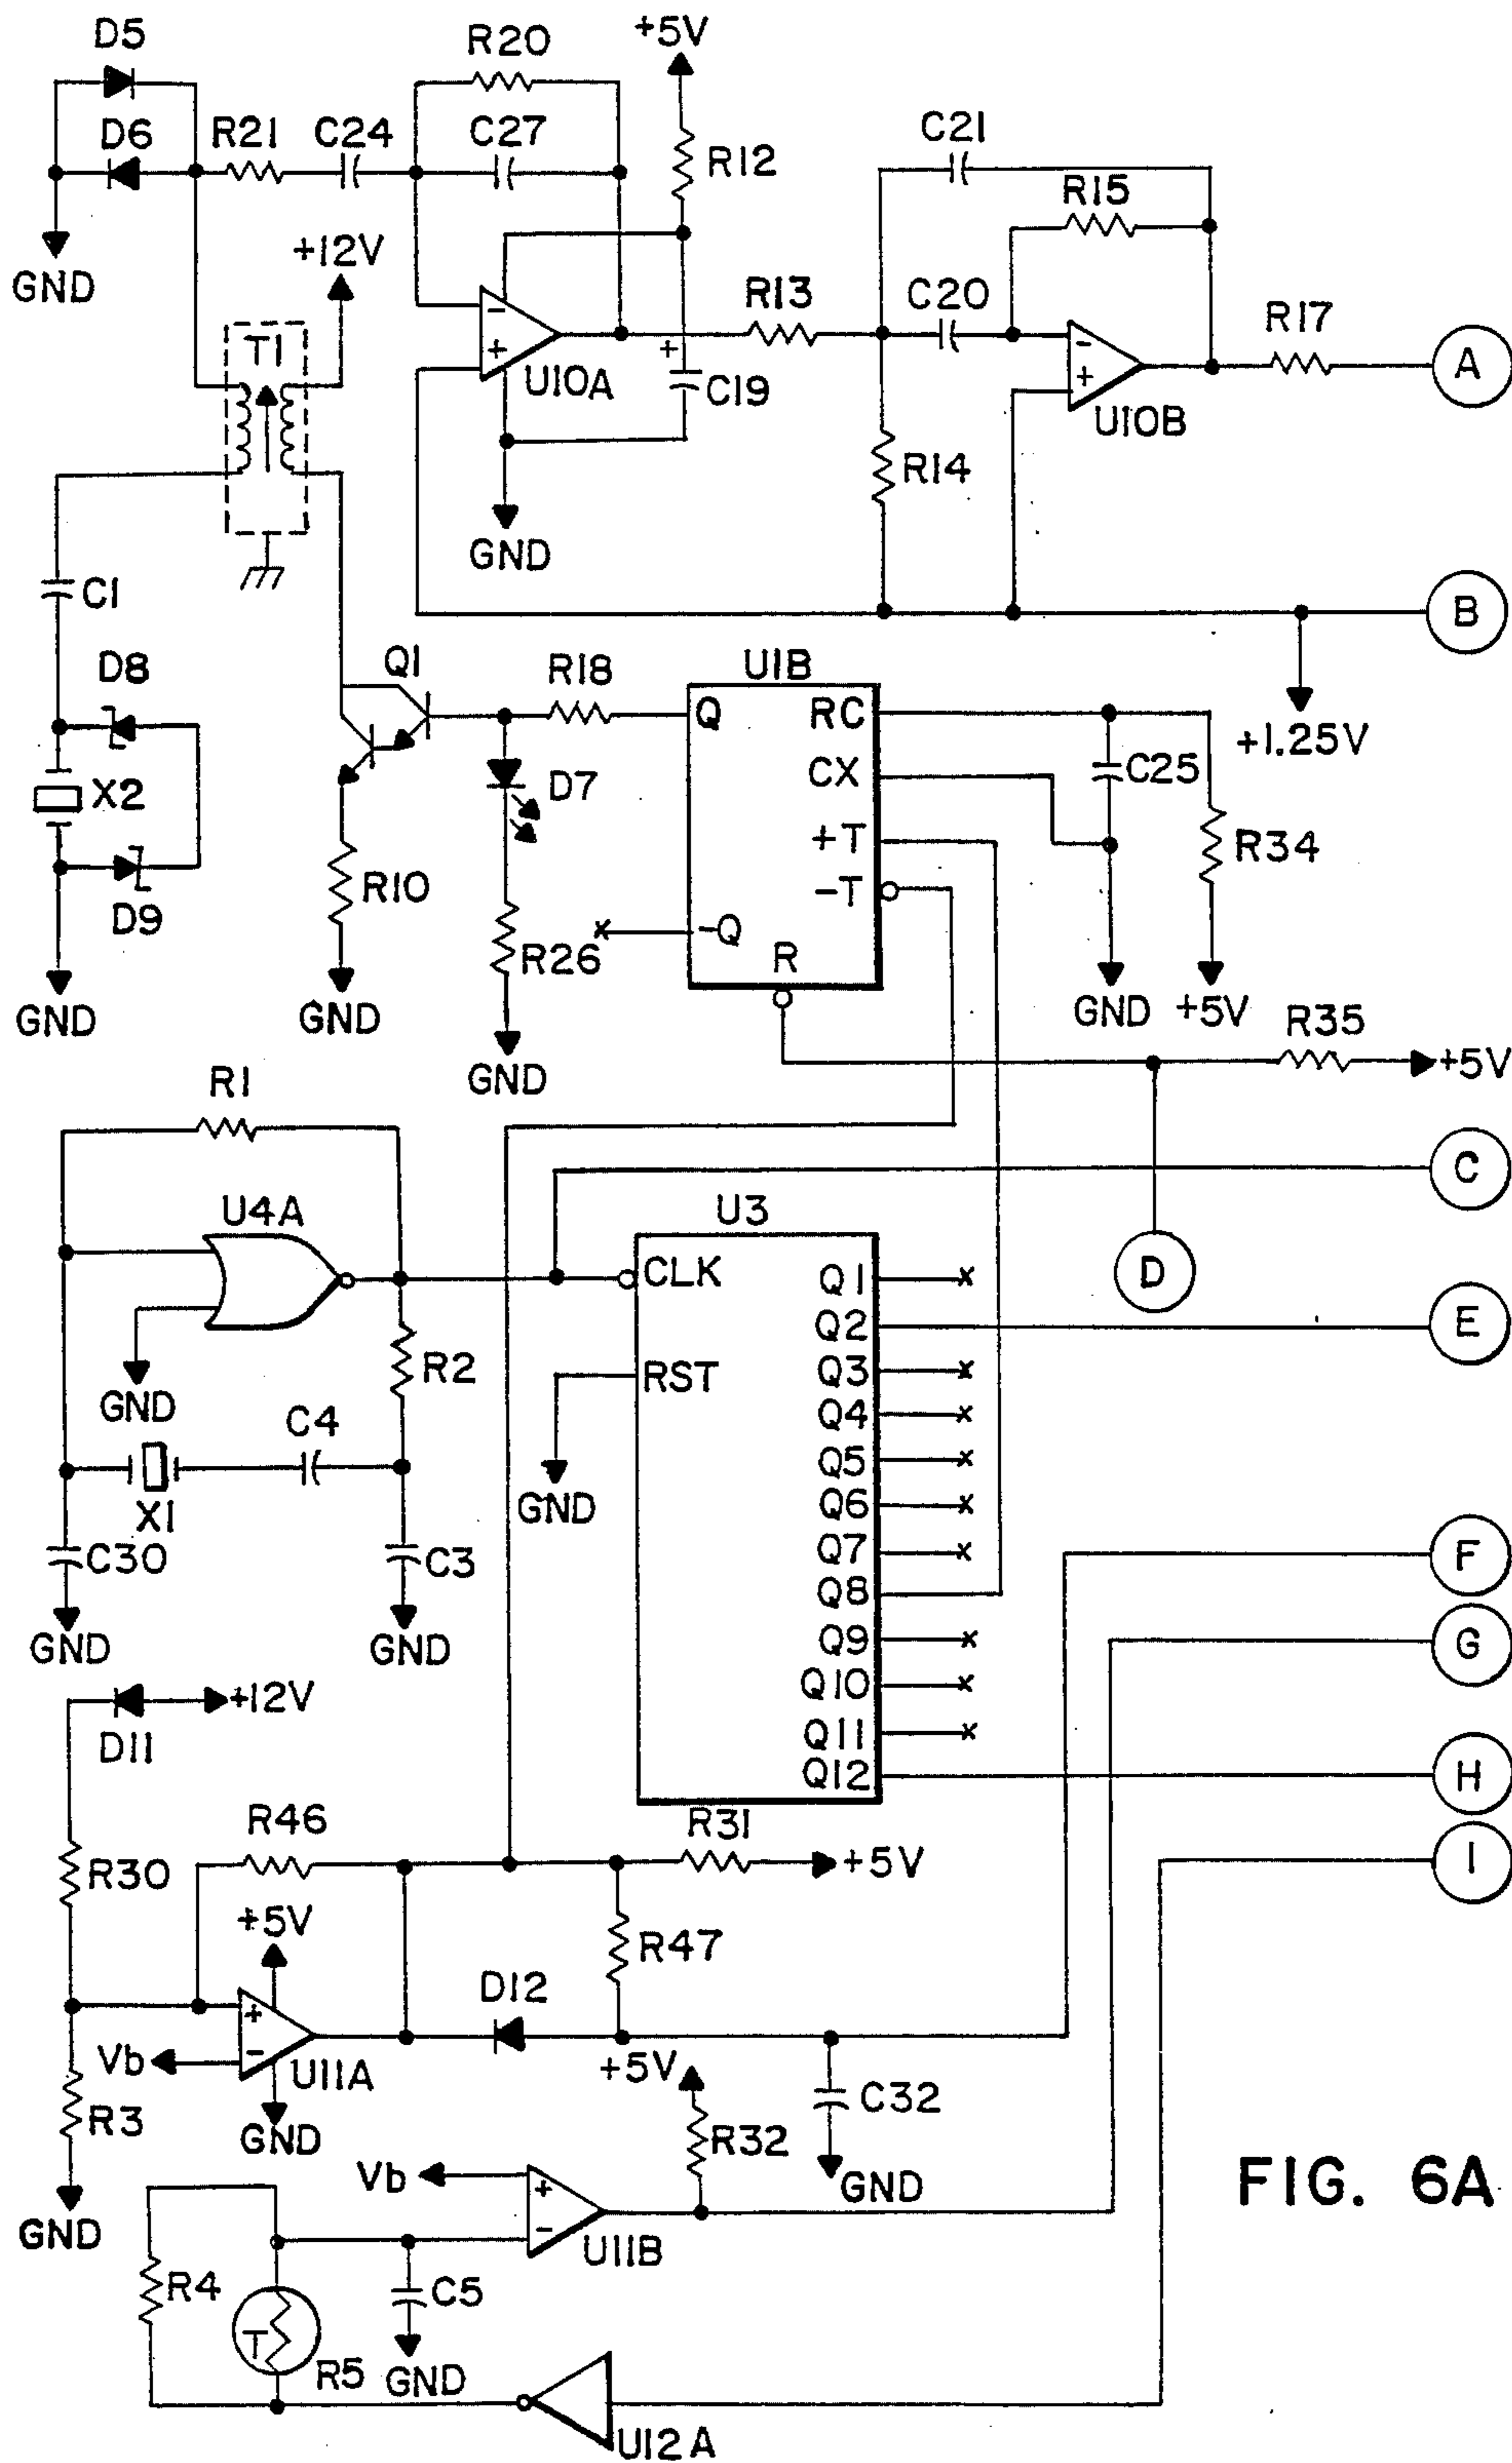 D5
R20
+5V
D6
R21
C24
C27
R12
C21
R15
GND
+12V
T1
-
+
U10A
R13
C20
-
+
U10B
R17
A
+
C19
R14
GND
C1
B
D8
Q1
R18
U1B
Q
RC
CX
+T
-T
-Q
R
+1.25V
C25
X2
D7
R34
R10
D9
R26
GND
GND
GND
GND
+5V
R35
+5V
R1
C
U4A
U3
CLK
RST
Q1
Q2
Q3
Q4
Q5
Q6
Q7
Q8
Q9
Q10
Q11
Q12
D
E
GND
R2
C4
X1
GND
C30
C3
F
GND
GND
G
+12V
D11
H
R46
R31
+5V
I
R30
+5V
R47
+
-
D12
Vb
U11A
+5V
R3
GND
C32
R32
GND
Vb
+
-
U11B
GND
FIG. 6A
R4
C5
T
R5
GND
U12A